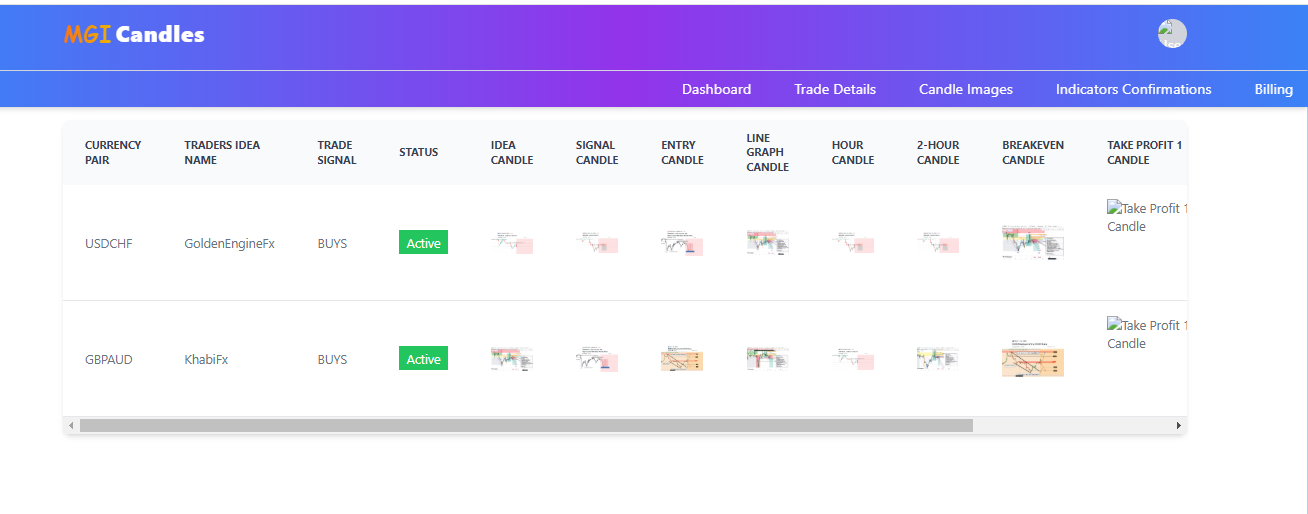 MGI Candles
Dashboard Trade Details Candle Images Indicators Confirmations Billing
CURRENCY PAIR TRADERS IDEA NAME TRADE SIGNAL STATUS IDEA CANDLE SIGNAL CANDLE ENTRY CANDLE LINE GRAPH CANDLE HOUR CANDLE 2-HOUR CANDLE BREAKEVEN CANDLE TAKE PROFIT 1 CANDLE
USDCHF GoldenEngineFx BUYS Active Take Profit 1 Candle
GBPAUD KhabiFx BUYS Active Take Profit 1 Candle